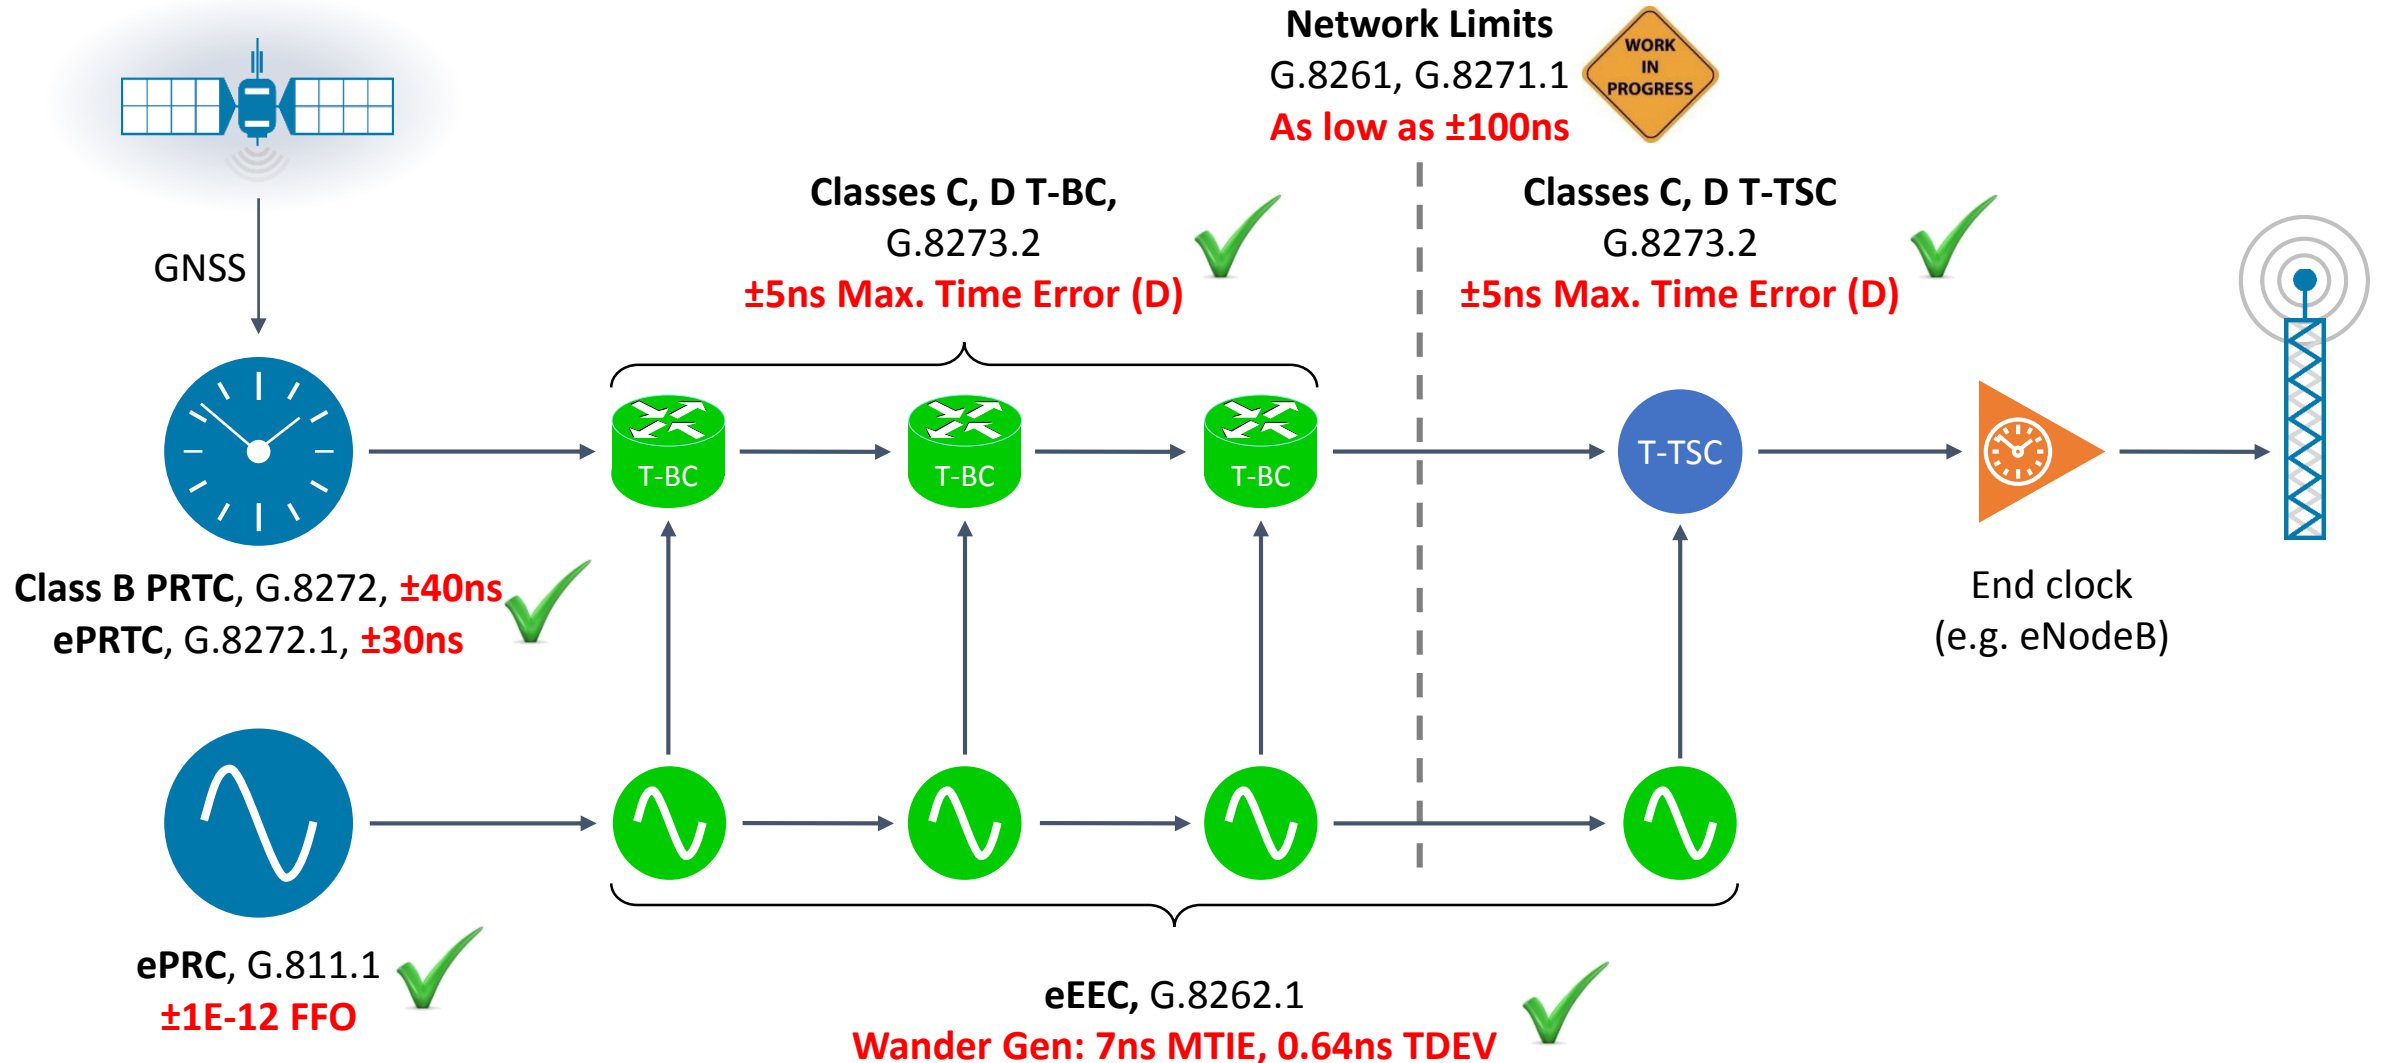 Network Limits
G.8261, G.8271.1
As low as ±100ns
WORK
IN
PROGRESS
Classes C, D T-BC,
G.8273.2
±5ns Max. Time Error (D)
Classes C, D T-TSC
G.8273.2
±5ns Max. Time Error (D)
GNSS
T-BC
T-BC
T-BC
T-TSC
Class B PRTC, G.8272, ±40ns
ePRTC, G.8272.1, ±30ns
End clock
(e.g. eNodeB)
ePRC, G.811.1
±1E-12 FFO
eEEC, G.8262.1
Wander Gen: 7ns MTIE, 0.64ns TDEV